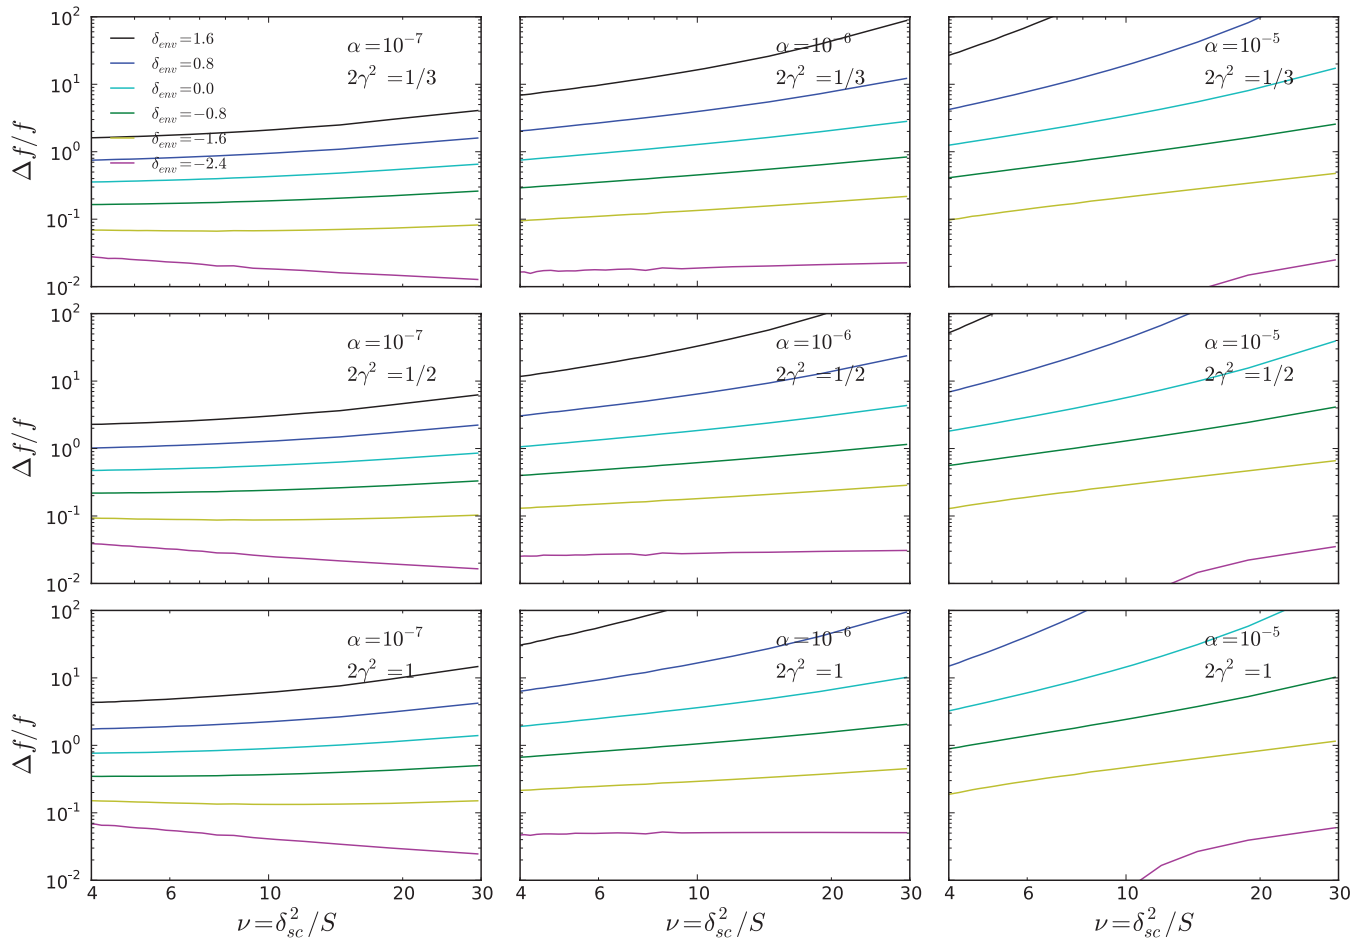 10^2
10^1
10^0
10^-1
10^-2
Δf/f
δ_env=1.6
δ_env=0.8
δ_env=0.0
δ_env=−0.8
δ_env=−1.6
δ_env=−2.4
α=10^-7
2γ^2 =1/3
α=10^-6
2γ^2 =1/3
α=10^-5
2γ^2 =1/3
10^2
10^1
10^0
10^-1
10^-2
Δf/f
α=10^-7
2γ^2 =1/2
α=10^-6
2γ^2 =1/2
α=10^-5
2γ^2 =1/2
10^2
10^1
10^0
10^-1
10^-2
Δf/f
α=10^-7
2γ^2 =1
α=10^-6
2γ^2 =1
α=10^-5
2γ^2 =1
4 6 10 20 30
4 6 10 20 30
4 6 10 20 30
ν=δ_sc^2/S
ν=δ_sc^2/S
ν=δ_sc^2/S